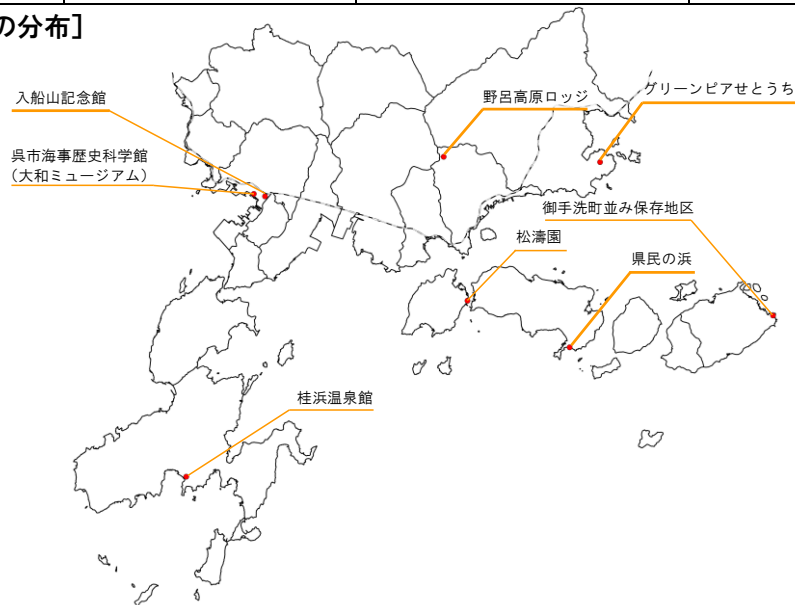 の分布］
入船山記念館
野呂高原ロッジ
グリーンピアせとうち
呉市海事歴史科学館
（大和ミュージアム）
御手洗町並み保存地区
松濤園
県民の浜
桂浜温泉館